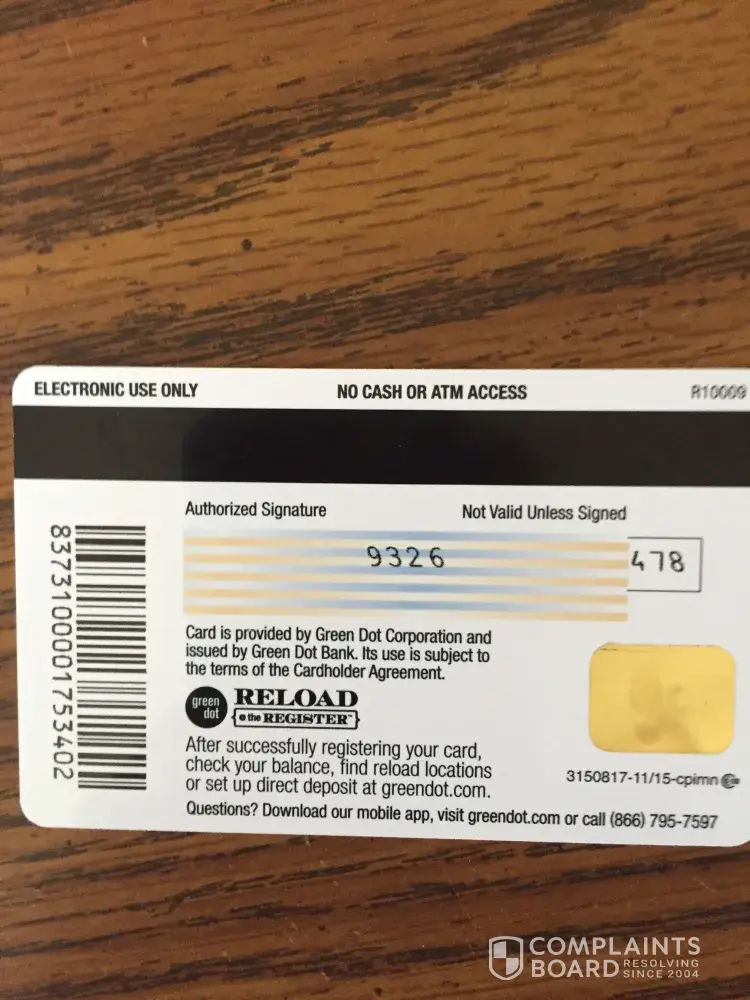 ELECTRONIC USE ONLY NO CASH OR ATM ACCESS R10009
Authorized Signature Not Valid Unless Signed
9326 478
83731000001753402
Card is provided by Green Dot Corporation and
issued by Green Dot Bank. Its use is subject to
the terms of the Cardholder Agreement.
green
dot
RELOAD
@ the REGISTER™
After successfully registering your card,
check your balance, find reload locations
or set up direct deposit at greendot.com.
3150817-11/15-cpimn
Questions? Download our mobile app, visit greendot.com or call (866) 795-7597
COMPLAINTS
BOARD RESOLVING
SINCE 2004